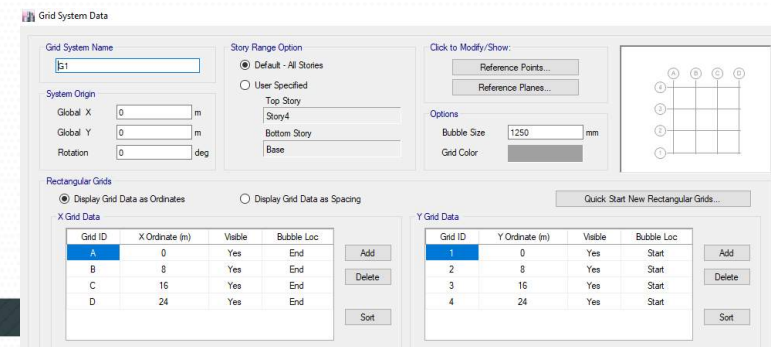 Grid System Data
Grid System Name
G1
System Origin
Global X 0 m
Global Y 0 m
Rotation 0 deg
Story Range Option
Default - All Stories
User Specified
Top Story
Story4
Bottom Story
Base
Click to Modify/Show:
Reference Points...
Reference Planes...
Options
Bubble Size 1250 mm
Grid Color
A B C D
4
3
2
1
Rectangular Grids
Display Grid Data as Ordinates Display Grid Data as Spacing Quick Start New Rectangular Grids...
X Grid Data
Grid ID X Ordinate (m) Visible Bubble Loc
A 0 Yes End
B 8 Yes End
C 16 Yes End
D 24 Yes End
Add
Delete
Sort
Y Grid Data
Grid ID Y Ordinate (m) Visible Bubble Loc
1 0 Yes Start
2 8 Yes Start
3 16 Yes Start
4 24 Yes Start
Add
Delete
Sort